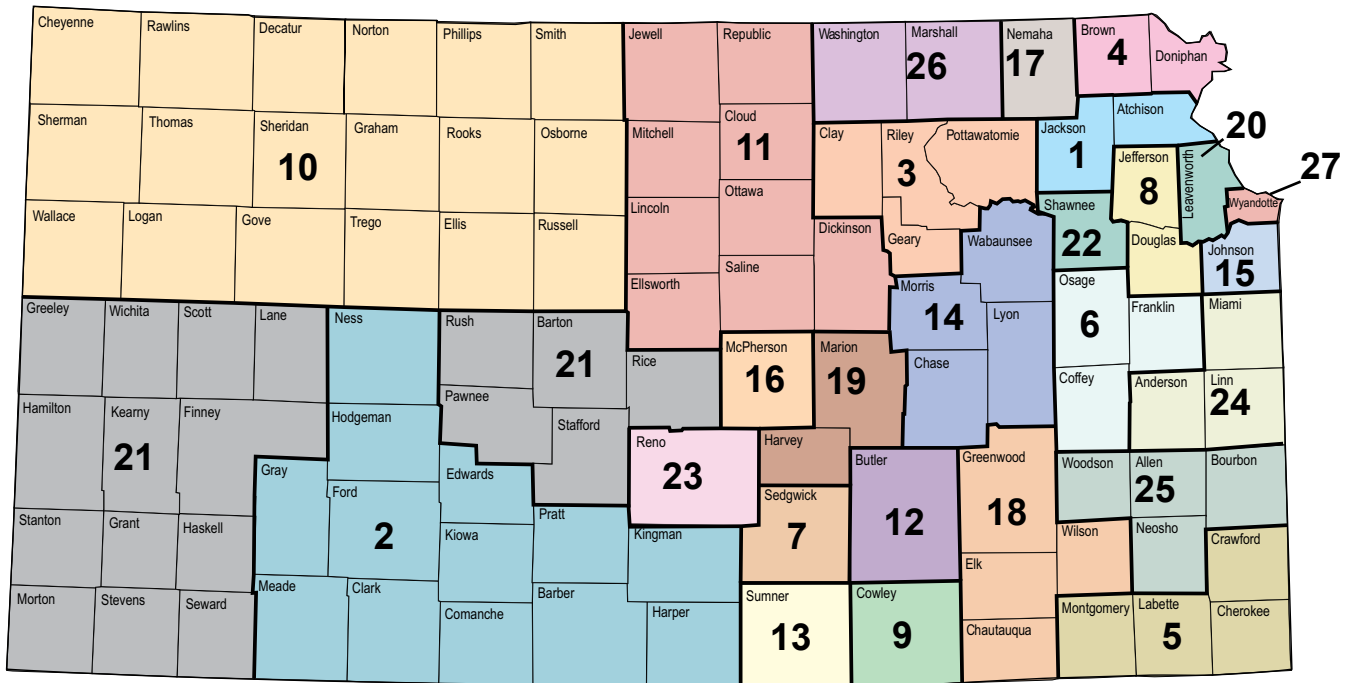 Cheyenne
Rawlins
Decatur
Norton
Phillips
Smith
Jewell
Republic
Washington
Marshall
26
Nemaha
17
Brown
4
Doniphan
Sherman
Thomas
Sheridan
10
Graham
Rooks
Osborne
Mitchell
Cloud
11
Clay
Riley
3
Pottawatomie
Jackson
1
Atchison
20
Jefferson
8
Leavenworth
27
Wyandotte
Wallace
Logan
Gove
Trego
Ellis
Russell
Lincoln
Ottawa
Dickinson
Geary
Wabaunsee
Shawnee
22
Douglas
Johnson
15
Ellsworth
Saline
Morris
14
Lyon
Osage
6
Franklin
Miami
Greeley
Wichita
Scott
Lane
Ness
Rush
Barton
21
Rice
McPherson
16
Marion
19
Chase
Coffey
Anderson
Linn
24
Hamilton
Kearny
21
Finney
Hodgeman
Pawnee
Stafford
Reno
23
Harvey
Butler
12
Greenwood
18
Woodson
Allen
25
Bourbon
Gray
Ford
2
Edwards
Sedgwick
7
Stanton
Grant
Haskell
Kiowa
Pratt
Kingman
Wilson
Neosho
Crawford
Elk
Morton
Stevens
Seward
Meade
Clark
Comanche
Barber
Harper
Sumner
13
Cowley
9
Chautauqua
Montgomery
Labette
5
Cherokee